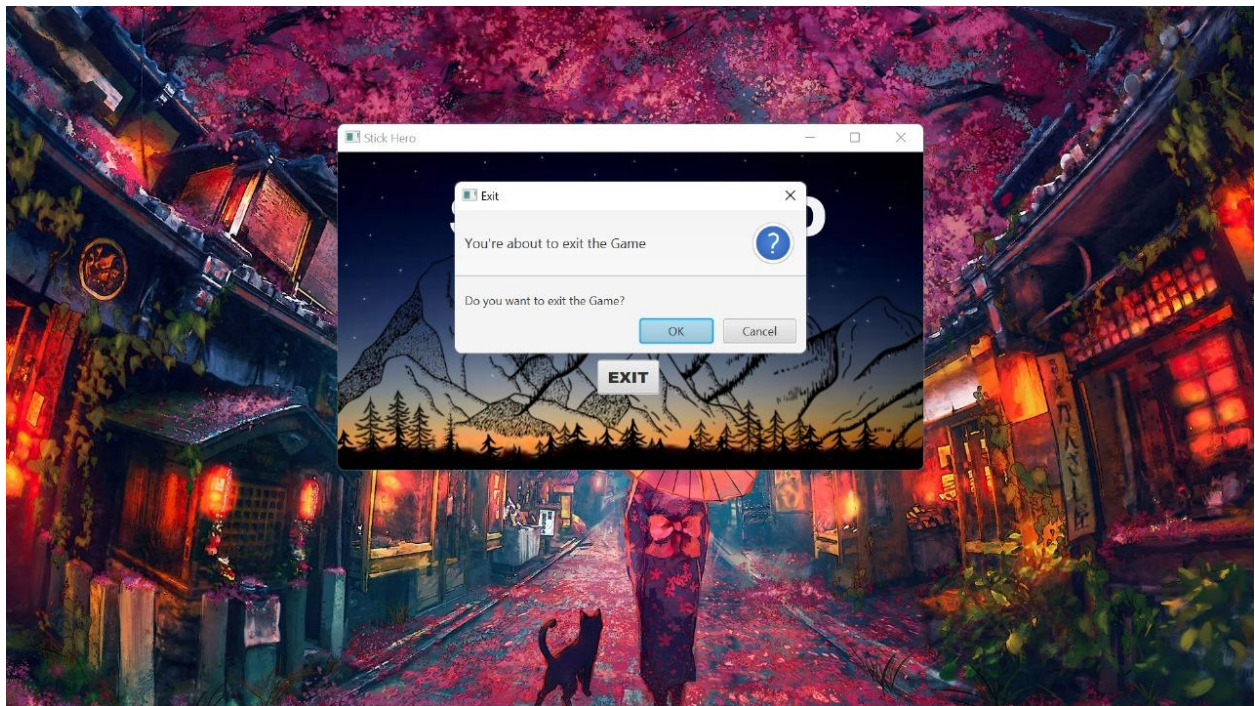 Stick Hero
Exit
You're about to exit the Game
?
Do you want to exit the Game?
OK
Cancel
EXIT